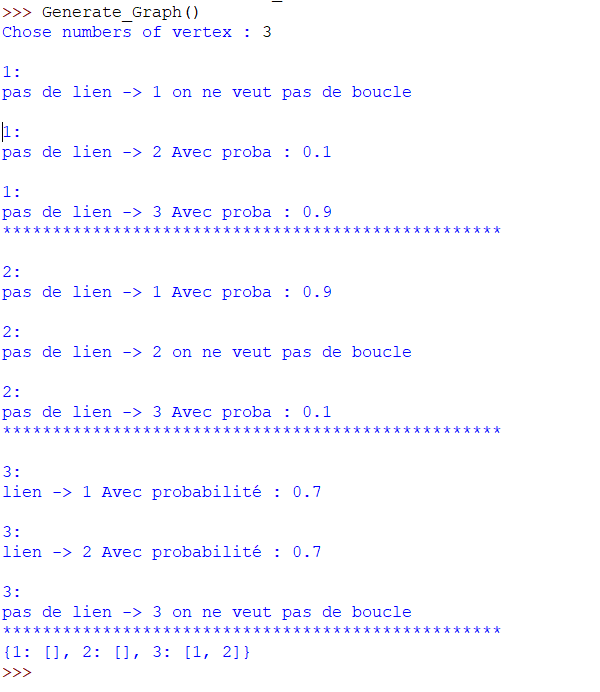 >>> Generate_Graph()
Chose numbers of vertex : 3
1:
pas de lien -> 1 on ne veut pas de boucle
1:
pas de lien -> 2 Avec proba : 0.1
1:
pas de lien -> 3 Avec proba : 0.9
**************************************************
2:
pas de lien -> 1 Avec proba : 0.9
2:
pas de lien -> 2 on ne veut pas de boucle
2:
pas de lien -> 3 Avec proba : 0.1
**************************************************
3:
lien -> 1 Avec probabilité : 0.7
3:
lien -> 2 Avec probabilité : 0.7
3:
pas de lien -> 3 on ne veut pas de boucle
**************************************************
{1: [], 2: [], 3: [1, 2]}
>>>